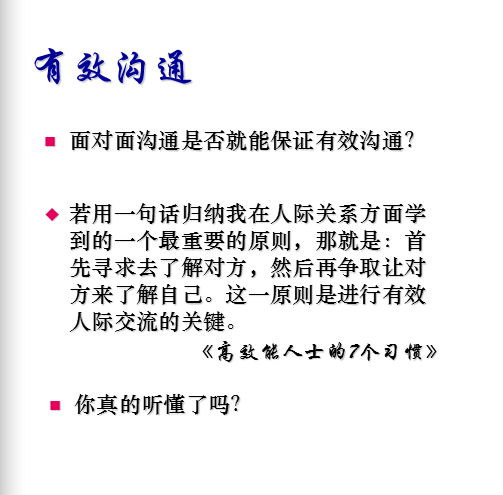 有效沟通
面对面沟通是否就能保证有效沟通？
若用一句话归纳我在人际关系方面学
到的一个最重要的原则，那就是：首
先寻求去了解对方，然后再争取让对
方来了解自己。这一原则是进行有效
人际交流的关键。
《高效能人士的7个习惯》
你真的听懂了吗？